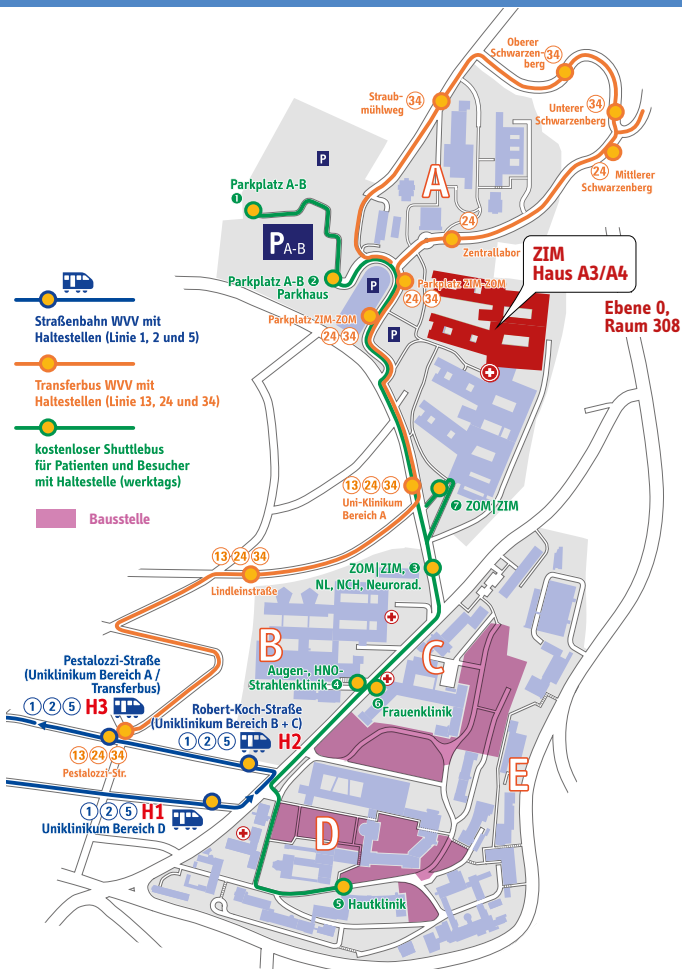 Oberer
Schwarzen-
berg
34
Straub-
mühlweg
34
Unterer
Schwarzenberg
34
24
Mittlerer
Schwarzenberg
P
A
Parkplatz A-B
1
24
Zentrallabor
P A-B
ZIM
Haus A3/A4
Ebene 0,
Raum 308
Parkplatz A-B 2
Parkhaus
P
Parkplatz ZIM-ZOM
24 34
Parkplatz ZIM-ZOM
24 34
P
Straßenbahn WVV mit
Haltestellen (Linie 1, 2 und 5)
Transferbus WVV mit
Haltestellen (Linie 13, 24 und 34)
kostenloser Shuttlebus
für Patienten und Besucher
mit Haltestelle (werktags)
Bausstelle
13 24 34
Uni-Klinikum
Bereich A
7 ZOM|ZIM
13 24 34
Lindleinstraße
ZOM|ZIM, 3
NL, NCH, Neurorad.
B
C
Augen-, HNO-
Strahlenklinik 4
6
Frauenklinik
Pestalozzi-Straße
(Uniklinikum Bereich A /
Transferbus)
1 2 5 H3
13 24 34
Pestalozzi-Str.
Robert-Koch-Straße
(Uniklinikum Bereich B + C)
1 2 5 H2
1 2 5 H1
Uniklinikum Bereich D
E
D
5 Hautklinik